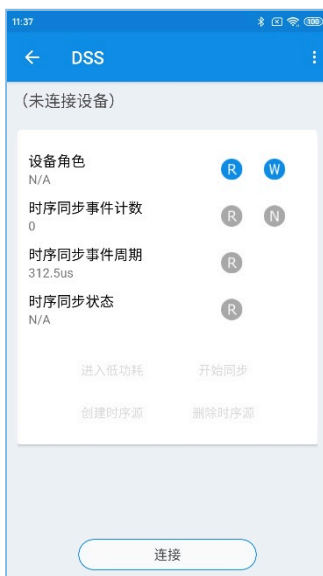 11:37
100
DSS
（未连接设备）
设备角色
N/A
R W
时序同步事件计数
0
R N
时序同步事件周期
312.5us
R
时序同步状态
N/A
R
进入低功耗 开始同步
创建时序源 删除时序源
连接